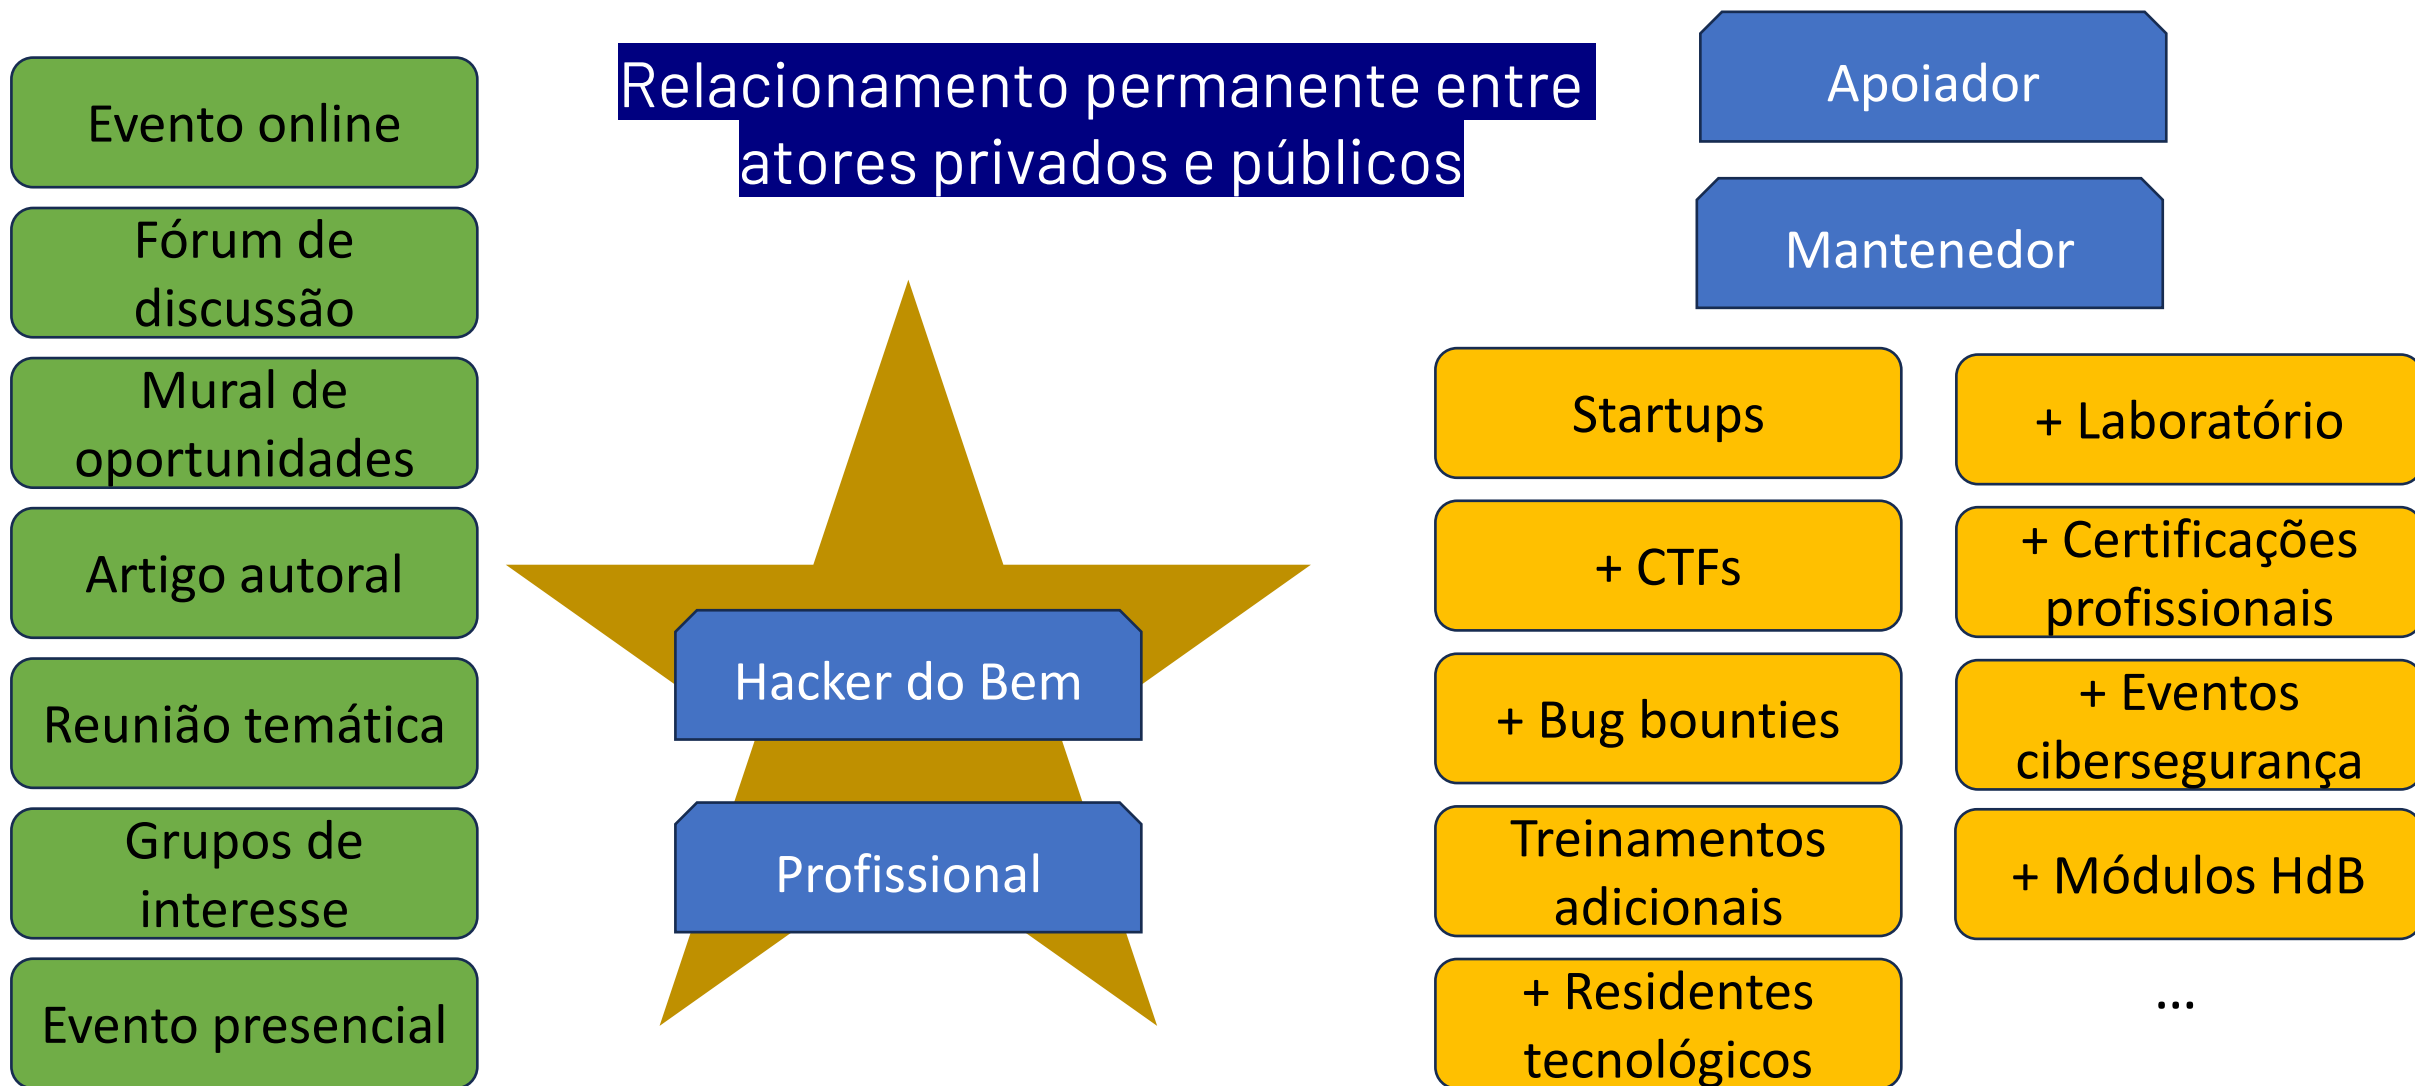 Relacionamento permanente entre
atores privados e públicos
Evento online
Fórum de
discussão
Mural de
oportunidades
Artigo autoral
Reunião temática
Grupos de
interesse
Evento presencial
Hacker do Bem
Profissional
Apoiador
Mantenedor
Startups
+ CTFs
+ Bug bounties
Treinamentos
adicionais
+ Residentes
tecnológicos
+ Laboratório
+ Certificações
profissionais
+ Eventos
cibersegurança
+ Módulos HdB
...